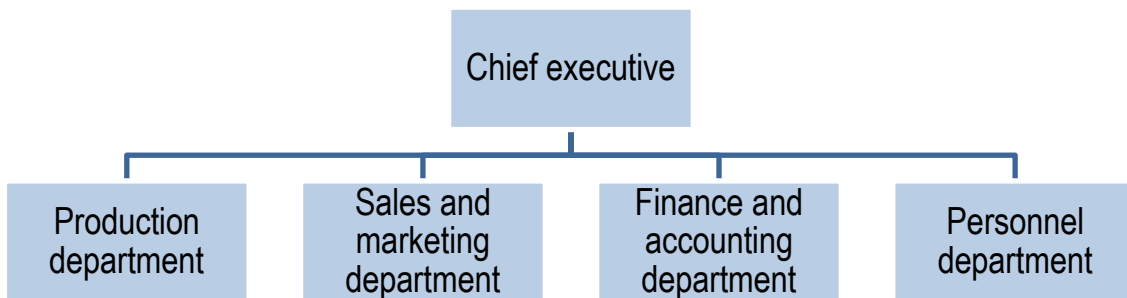 Chief executive
Production
department
Sales and
marketing
department
Finance and
accounting
department
Personnel
department